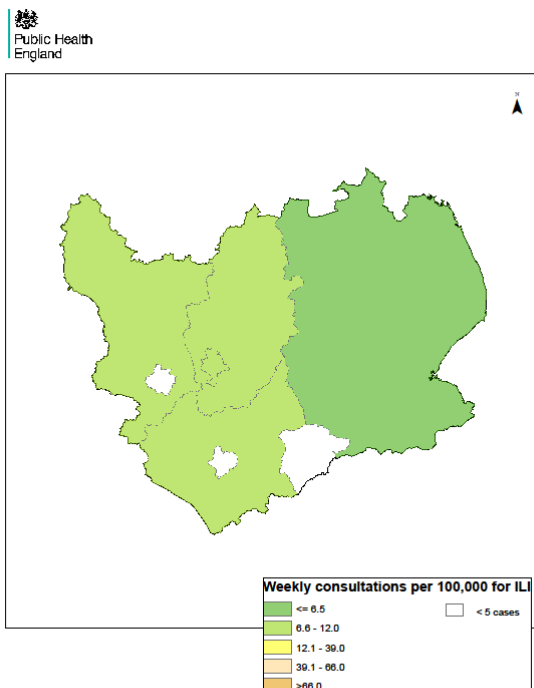 Public Health
England
N
Weekly consultations per 100,000 for ILI
<= 6.5
< 5 cases
6.6 - 12.0
12.1 - 39.0
39.1 - 66.0
>66.0